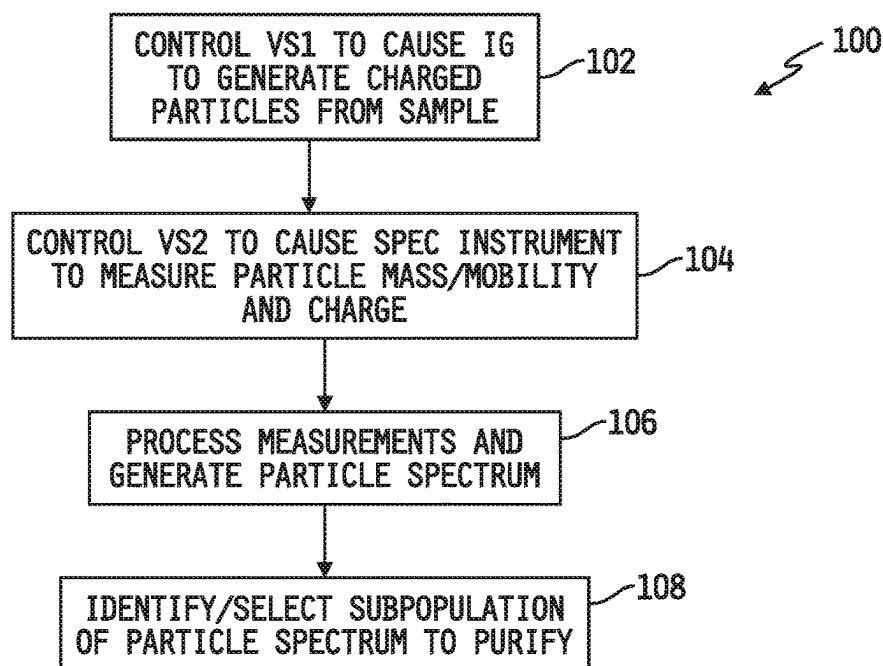 100
CONTROL VS1 TO CAUSE IG
TO GENERATE CHARGED
PARTICLES FROM SAMPLE
102
CONTROL VS2 TO CAUSE SPEC INSTRUMENT
TO MEASURE PARTICLE MASS/MOBILITY
AND CHARGE
104
PROCESS MEASUREMENTS AND
GENERATE PARTICLE SPECTRUM
106
IDENTIFY/SELECT SUBPOPULATION
OF PARTICLE SPECTRUM TO PURIFY
108